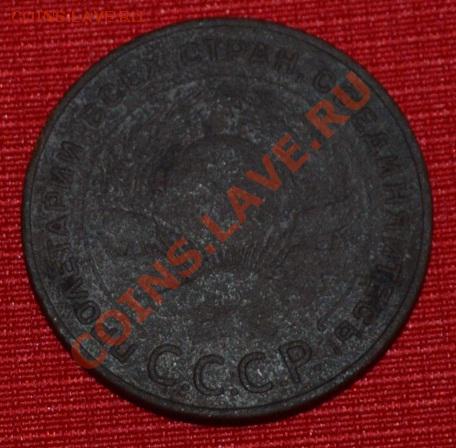 COINS.LAVE.RU
ПРОЛЕТАРИИ ВСЕХ СТРАН, СОЕДИНЯЙТЕСЬ!
С.С.С.Р.
COINS.LAVE.RU